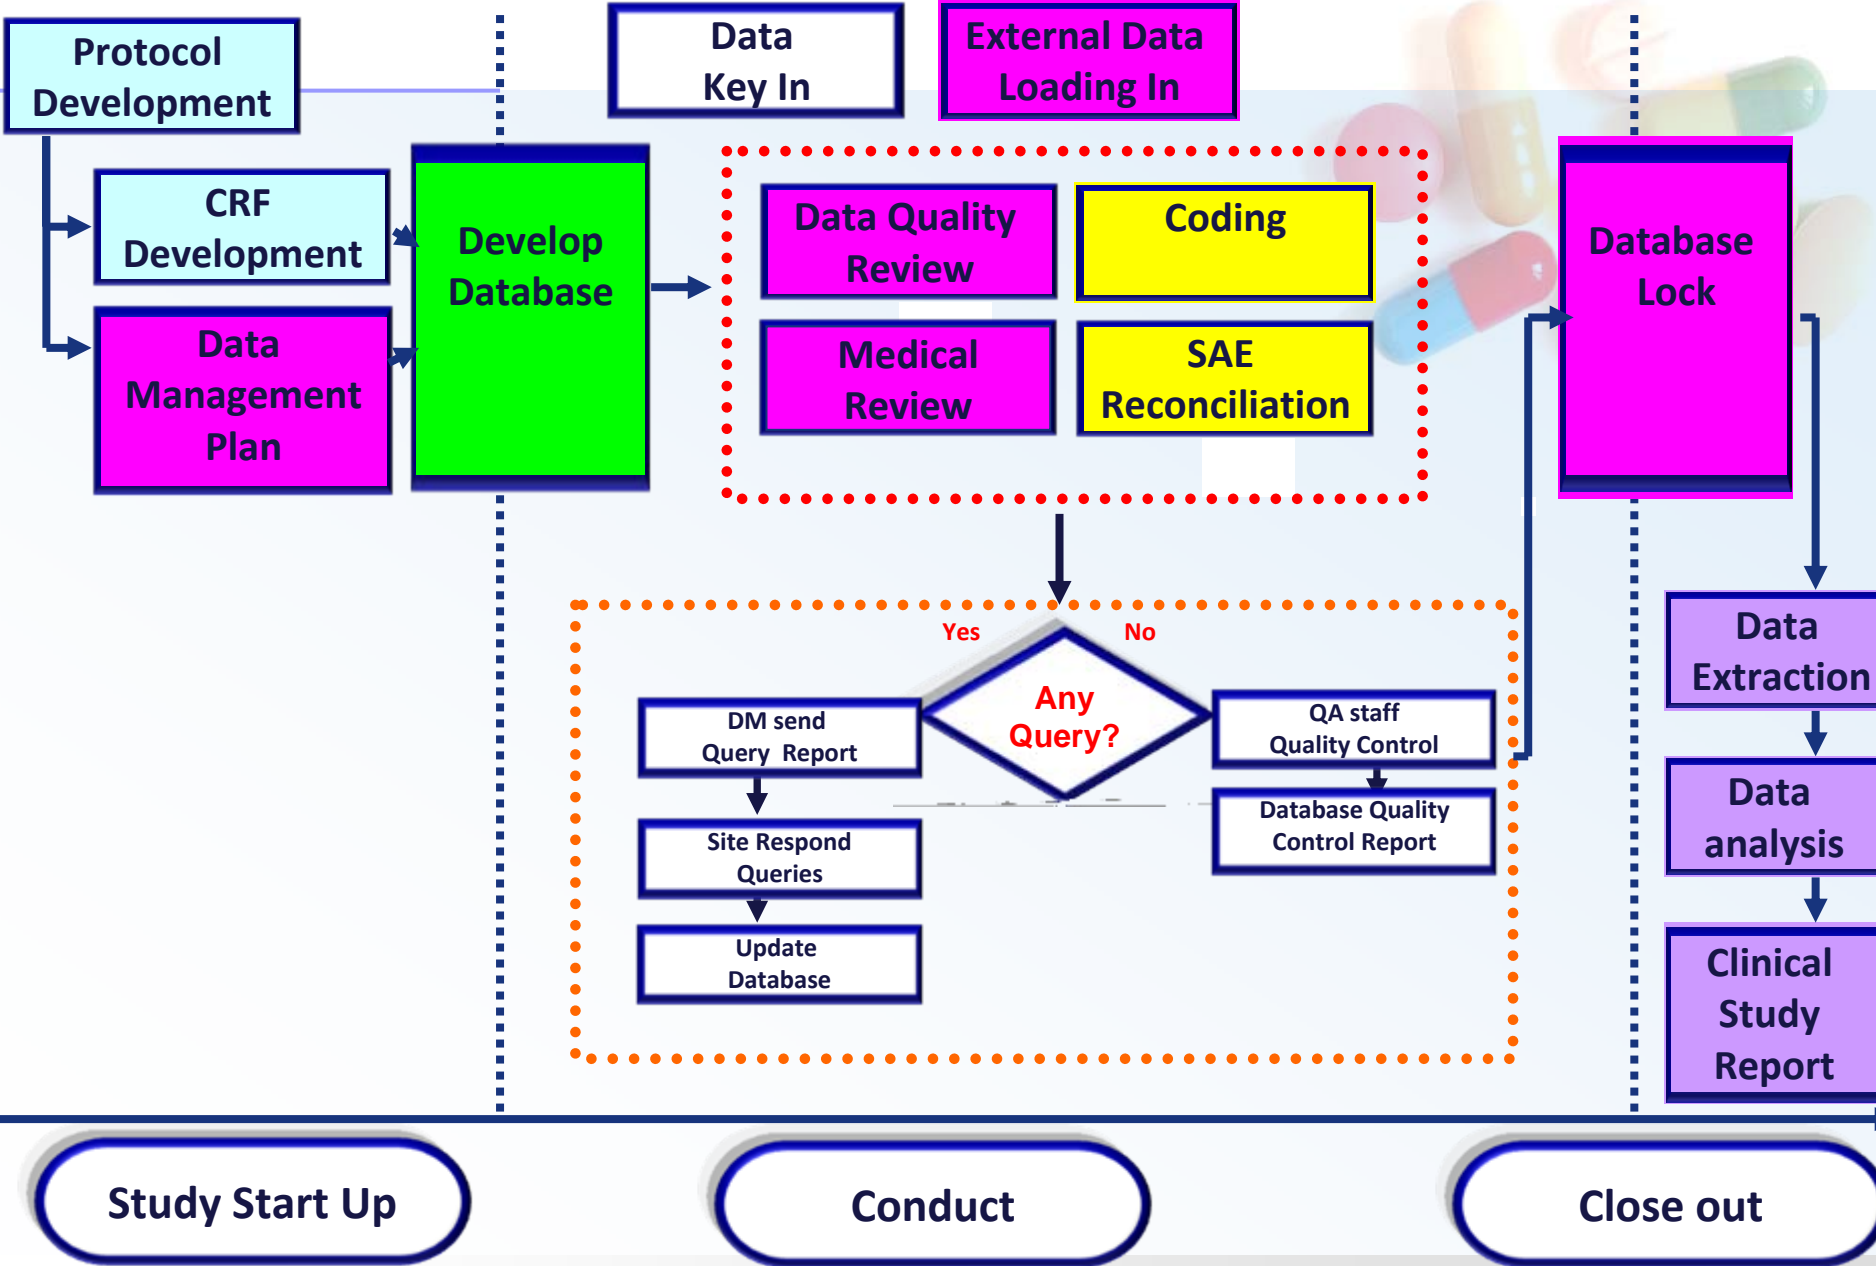 Protocol
Development
Data
Key In
External Data
Loading In
CRF
Development
Data
Management
Plan
Develop
Database
Data Quality
Review
Coding
Medical
Review
SAE
Reconciliation
Database
Lock
Yes
No
Any
Query?
DM send
Query Report
Site Respond
Queries
Update
Database
QA staff
Quality Control
Database Quality
Control Report
Data
Extraction
Data
analysis
Clinical
Study
Report
Study Start Up
Conduct
Close out